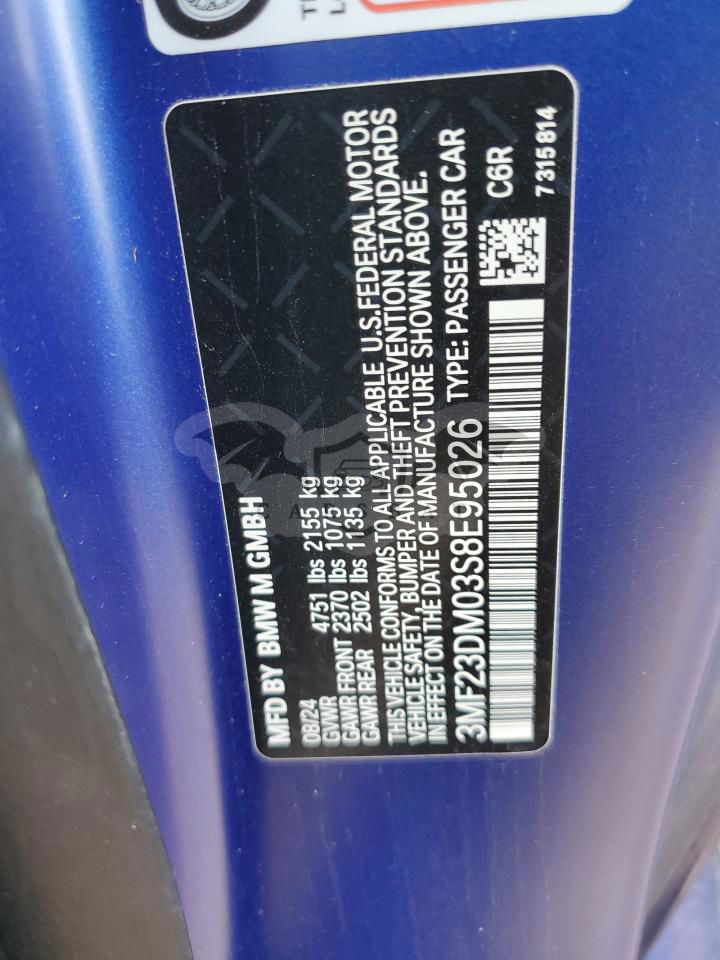 MFD BY BMW M GMBH
08/24
GVWR 4751 lbs 2155 kg
GAWR FRONT 2370 lbs 1075 kg
GAWR REAR 2502 lbs 1135 kg
THIS VEHICLE CONFORMS TO ALL APPLICABLE U.S.FEDERAL MOTOR
VEHICLE SAFETY, BUMPER AND THEFT PREVENTION STANDARDS
IN EFFECT ON THE DATE OF MANUFACTURE SHOWN ABOVE.
3MF23DM03S8E95026 TYPE: PASSENGER CAR
C6R
7 315 814